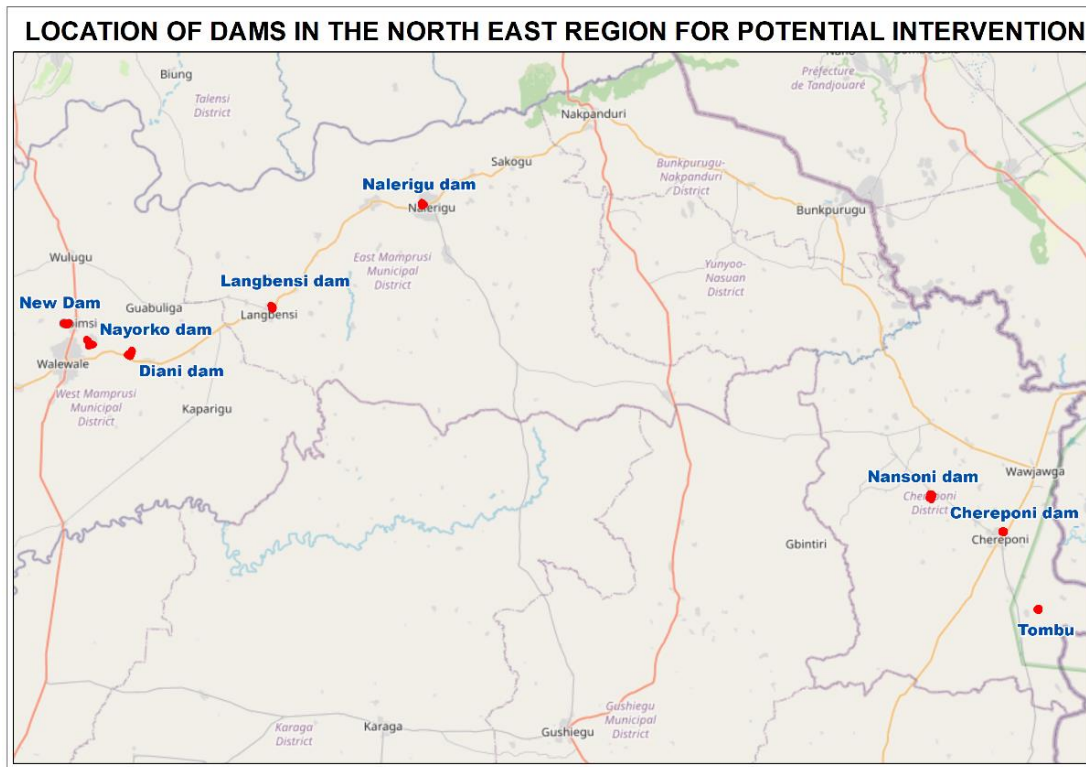 LOCATION OF DAMS IN THE NORTH EAST REGION FOR POTENTIAL INTERVENTION
Biung
Talensi
District
Préfecture
de Tandjouaré
Nakpanduri
Sakogu
Bunkpurugu-
Nakpanduri
District
Nalerigu dam
Nalerigu
Bunkpurugu
Wulugu
East Mamprusi
Municipal
District
Yunyoo-
Nasuan
District
Langbensi dam
Langbensi
New Dam
Guabuliga
Nayorko dam
Walewale
Diani dam
West Mamprusi
Municipal
District
Kaparigu
Nansoni dam
Wawjawga
District
Chereponi dam
Chereponi
Gbintiri
Tombu
Karaga
District
Karaga
Gushiegu
Gushiegu
Municipal
District